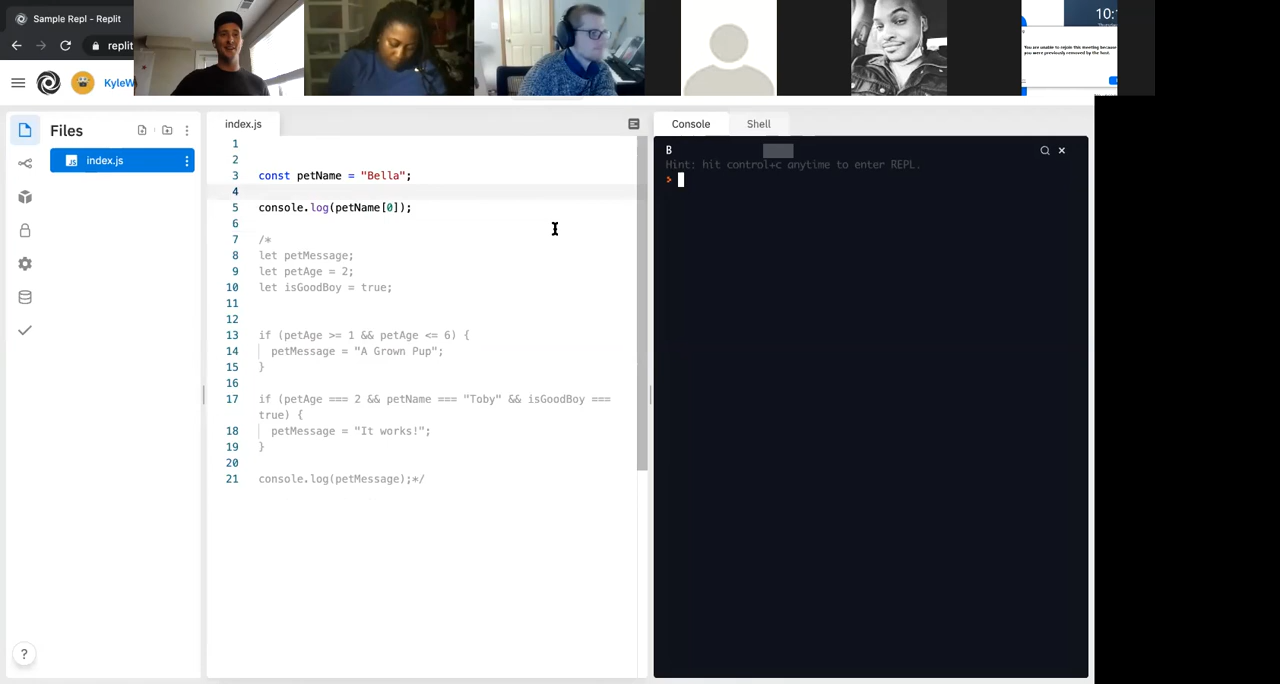 Sample Repl - Replit
replit
KyleW
10:
You are unable to rejoin this meeting because
you were previously removed by the host.
Files
index.js
index.js
Console
Shell
1
2
3 const petName = "Bella";
4
5 console.log(petName[0]);
6
7 /*
8 let petMessage;
9 let petAge = 2;
10 let isGoodBoy = true;
11
12
13 if (petAge >= 1 && petAge <= 6) {
14 petMessage = "A Grown Pup";
15 }
16
17 if (petAge === 2 && petName === "Toby" && isGoodBoy ===
true) {
18 petMessage = "It works!";
19 }
20
21 console.log(petMessage);*/
B
Hint: hit control+c anytime to enter REPL.
>
?